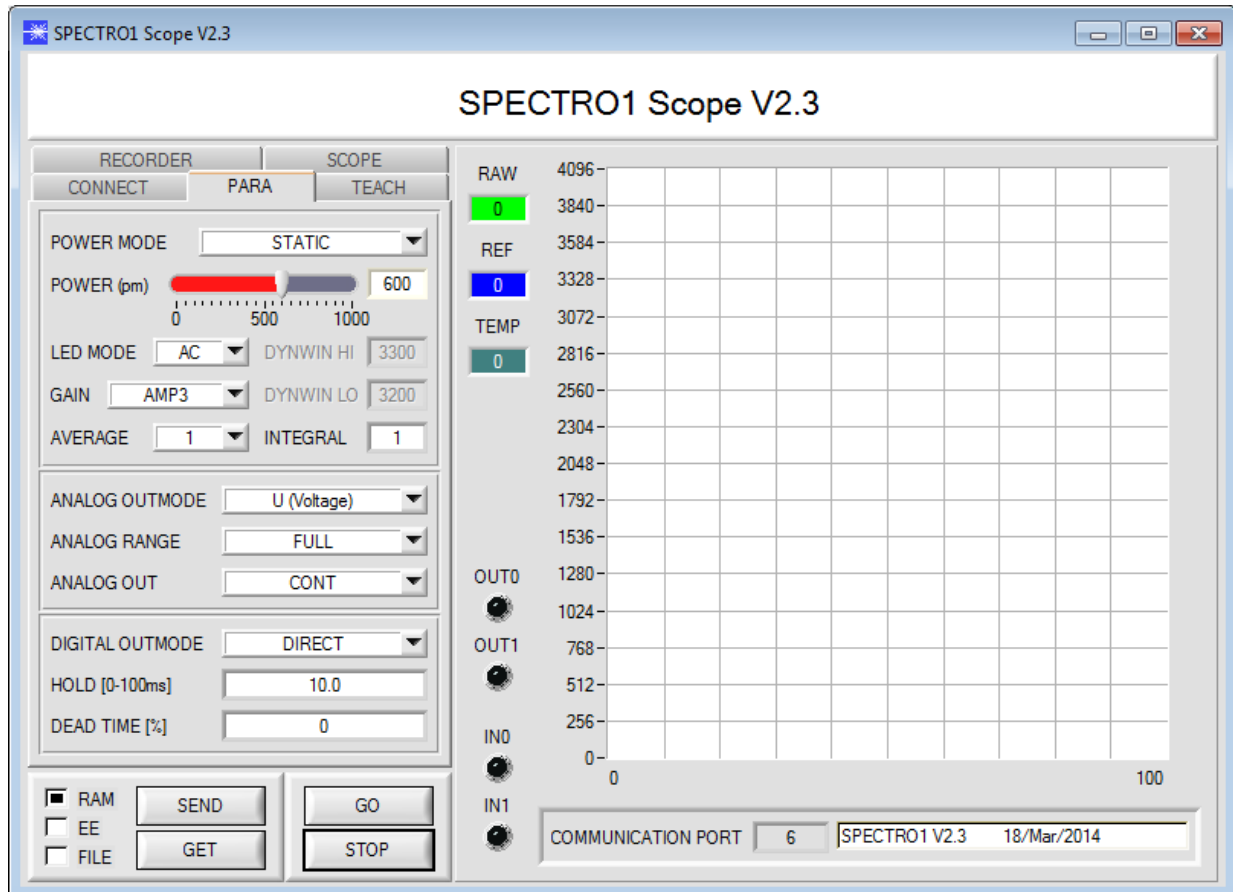 SPECTRO1 Scope V2.3
SPECTRO1 Scope V2.3
RECORDER SCOPE
CONNECT PARA TEACH
POWER MODE STATIC
POWER (pm) 600
0 500 1000
LED MODE AC DYNWIN HI 3300
GAIN AMP3 DYNWIN LO 3200
AVERAGE 1 INTEGRAL 1
ANALOG OUTMODE U (Voltage)
ANALOG RANGE FULL
ANALOG OUT CONT
DIGITAL OUTMODE DIRECT
HOLD [0-100ms] 10.0
DEAD TIME [%] 0
RAM
EE
FILE
SEND
GET
GO
STOP
RAW
0
REF
0
TEMP
0
OUT0
OUT1
IN0
IN1
4096
3840
3584
3328
3072
2816
2560
2304
2048
1792
1536
1280
1024
768
512
256
0
0 100
COMMUNICATION PORT 6 SPECTRO1 V2.3 18/Mar/2014